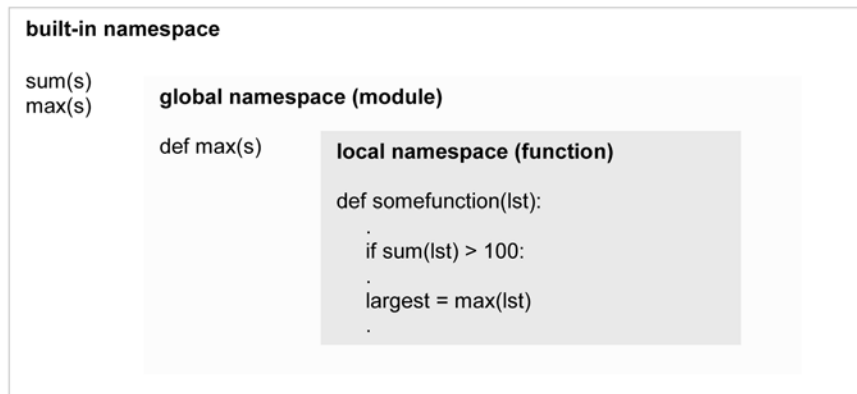 built-in namespace
sum(s)
max(s)
global namespace (module)
def max(s)
local namespace (function)
def somefunction(lst):
.
if sum(lst) > 100:
.
largest = max(lst)
.